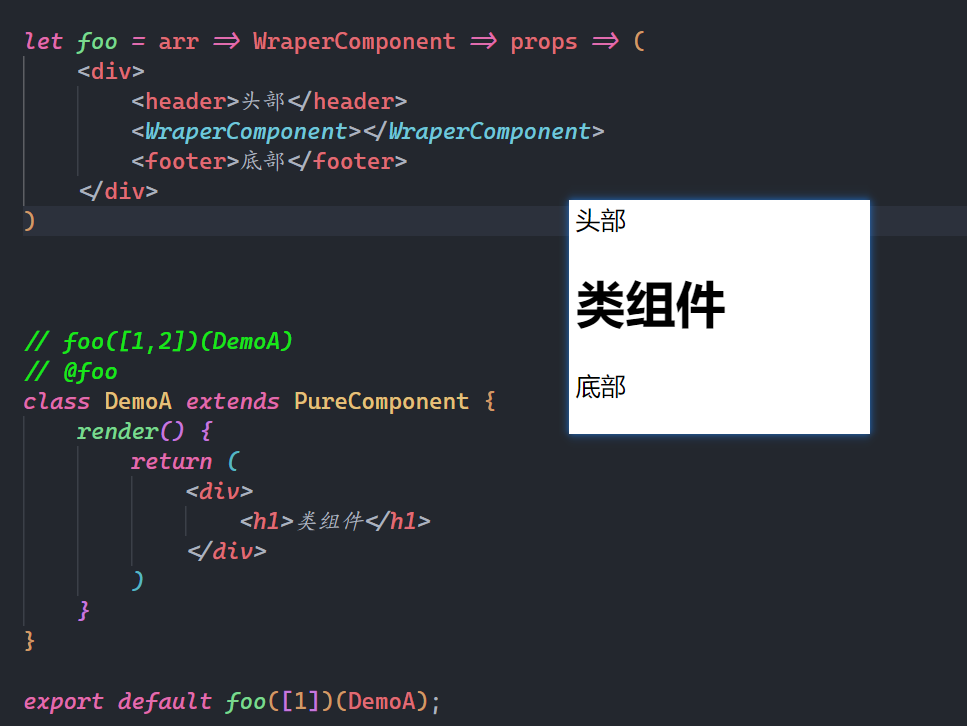 let foo = arr => WraperComponent => props => (
<div>
<header>头部</header>
<WraperComponent></WraperComponent>
<footer>底部</footer>
</div>
)
// foo([1,2])(DemoA)
// @foo
class DemoA extends PureComponent {
render() {
return (
<div>
<h1>类组件</h1>
</div>
)
}
}
export default foo([1])(DemoA);
头部
类组件
底部